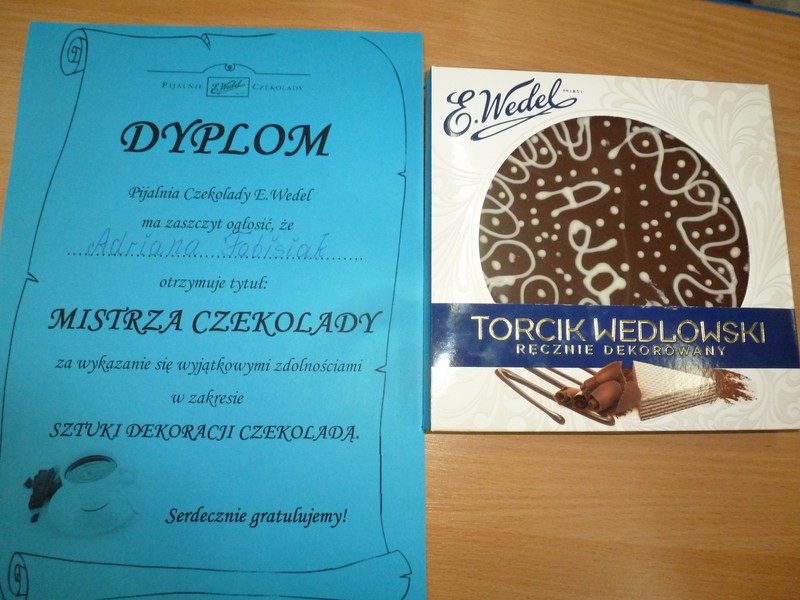 PIJALNIE E. Wedel CZEKOLADY
DYPLOM
Pijalnia Czekolady E.Wedel
ma zaszczyt ogłosić, że
Adriana Fabisiak
otrzymuje tytuł:
MISTRZA CZEKOLADY
za wykazanie się wyjątkowymi zdolnościami
w zakresie
SZTUKI DEKORACJI CZEKOLADĄ.
Serdecznie gratulujemy!
E. Wedel
TORCIK WEDLOWSKI
RĘCZNIE DEKOROWANY